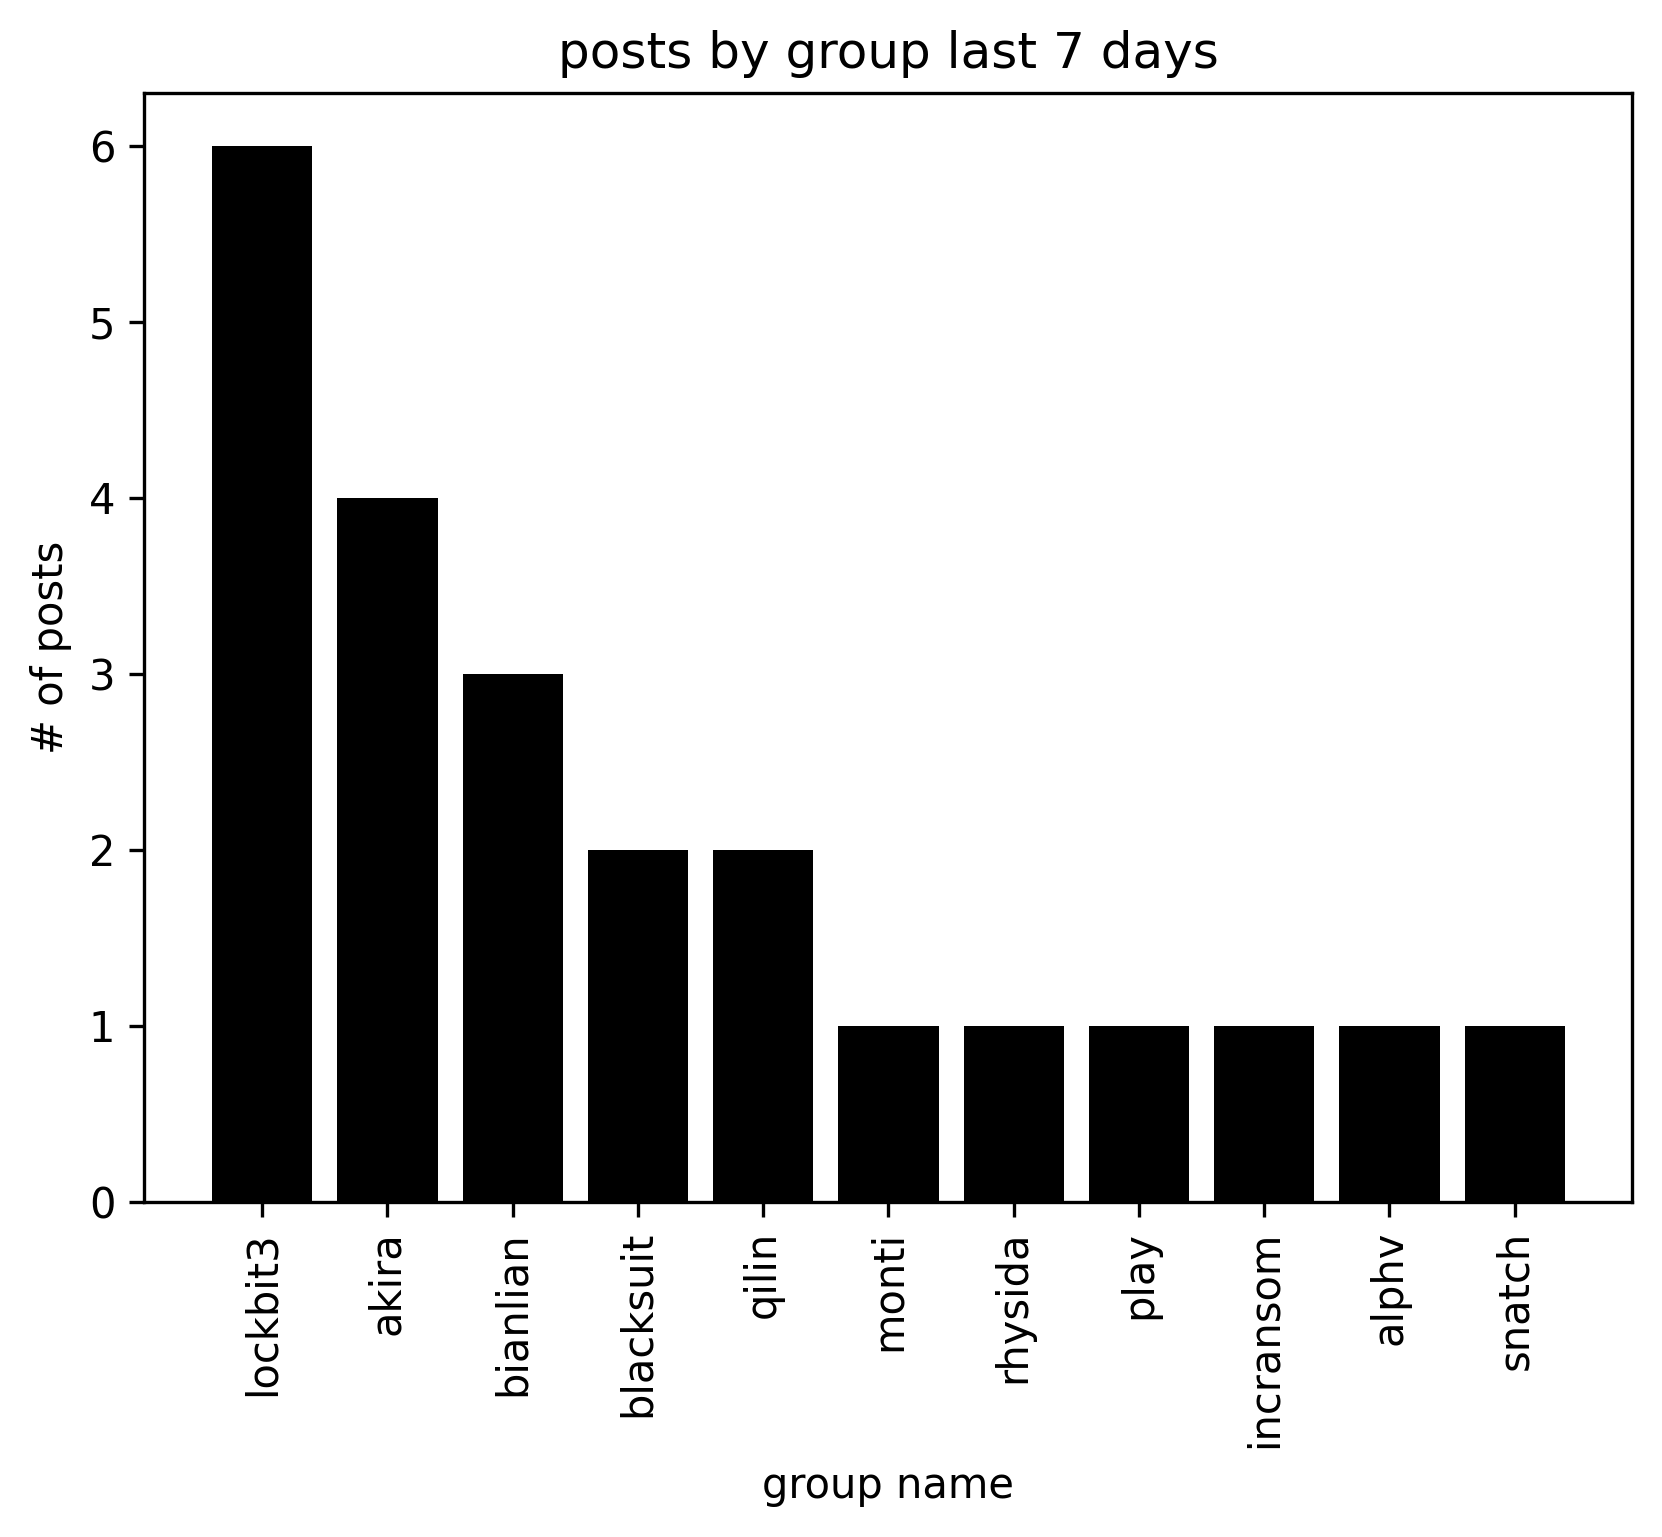 posts by group last 7 days
# of posts
6
5
4
3
2
1
0
lockbit3
akira
bianlian
blacksuit
qilin
monti
rhysida
play
incransom
alphv
snatch
group name